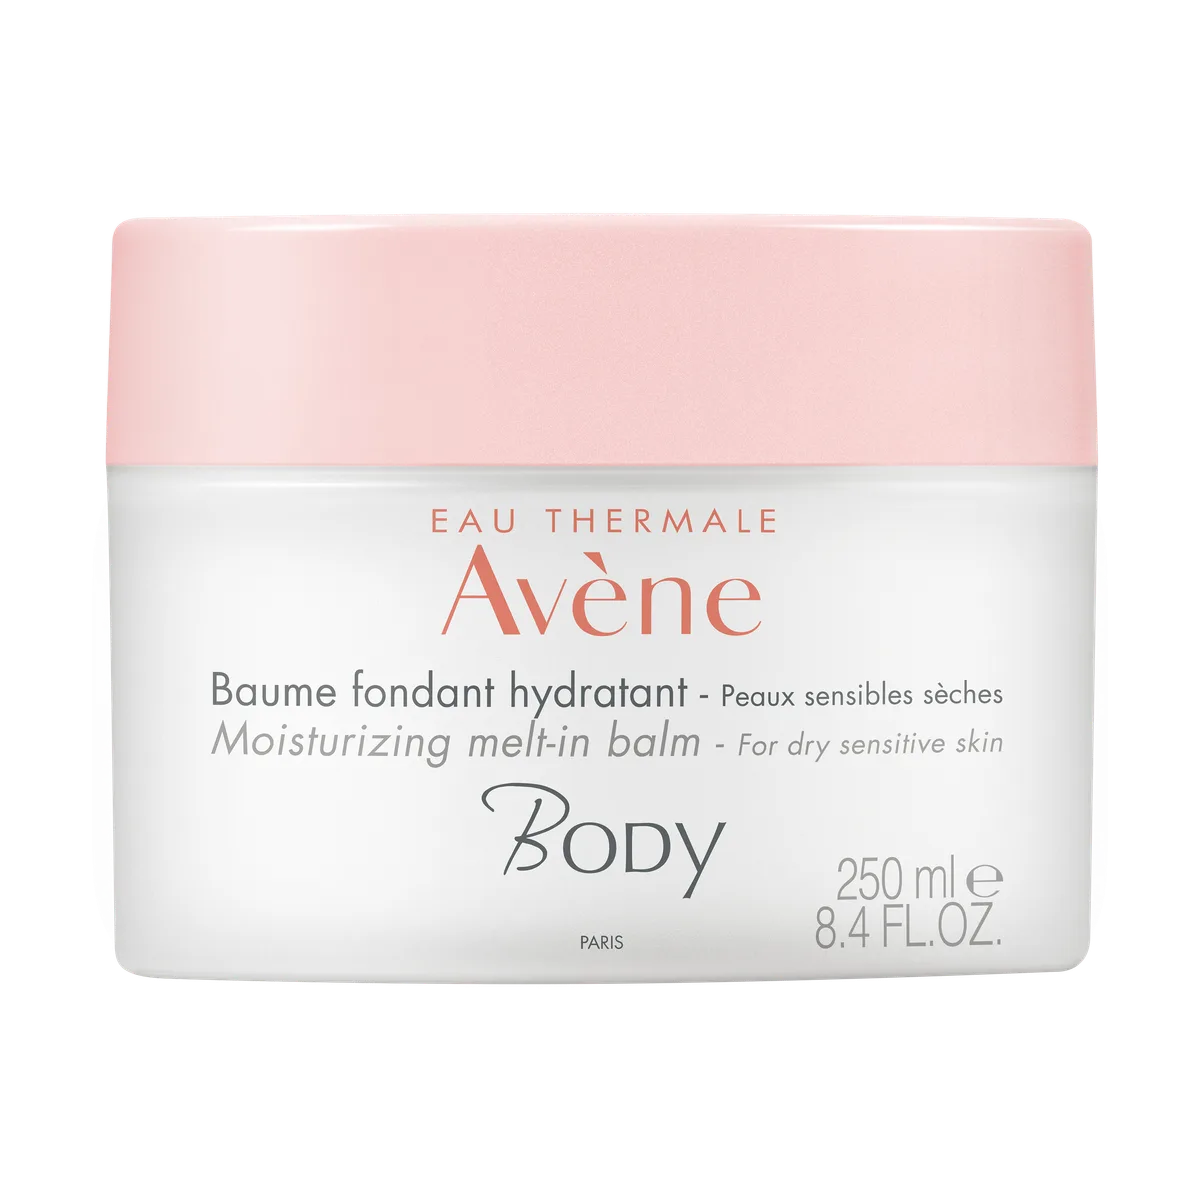 EAU THERMALE
Avène
Baume fondant hydratant - Peaux sensibles sèches
Moisturizing melt-in balm - For dry sensitive skin
BODY
250 ml ℮
8.4 FL.OZ.
PARIS